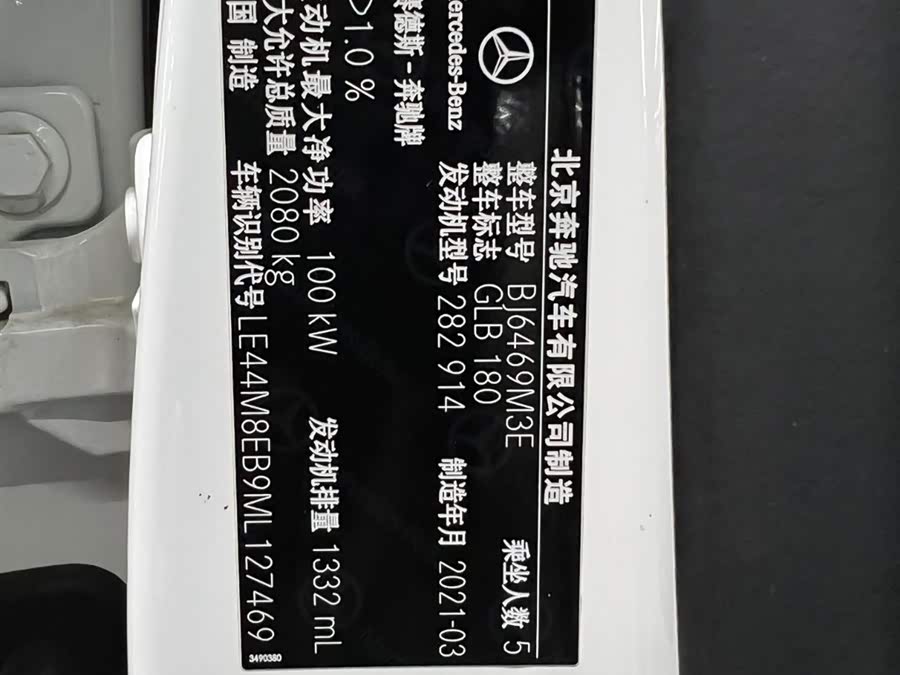 北京奔驰汽车有限公司制造
整车型号 BJ6469M3E 乘坐人数 5
整车标志 GLB 180
发动机型号 282 914 制造年月 2021-03
ercedes-Benz
赛德斯-奔驰牌
>1.0 %
动机最大净功率 100 kW 发动机排量 1332 mL
大允许总质量 2080 kg
国 制造 车辆识别代号 LE44M8EB9ML127469
3490380